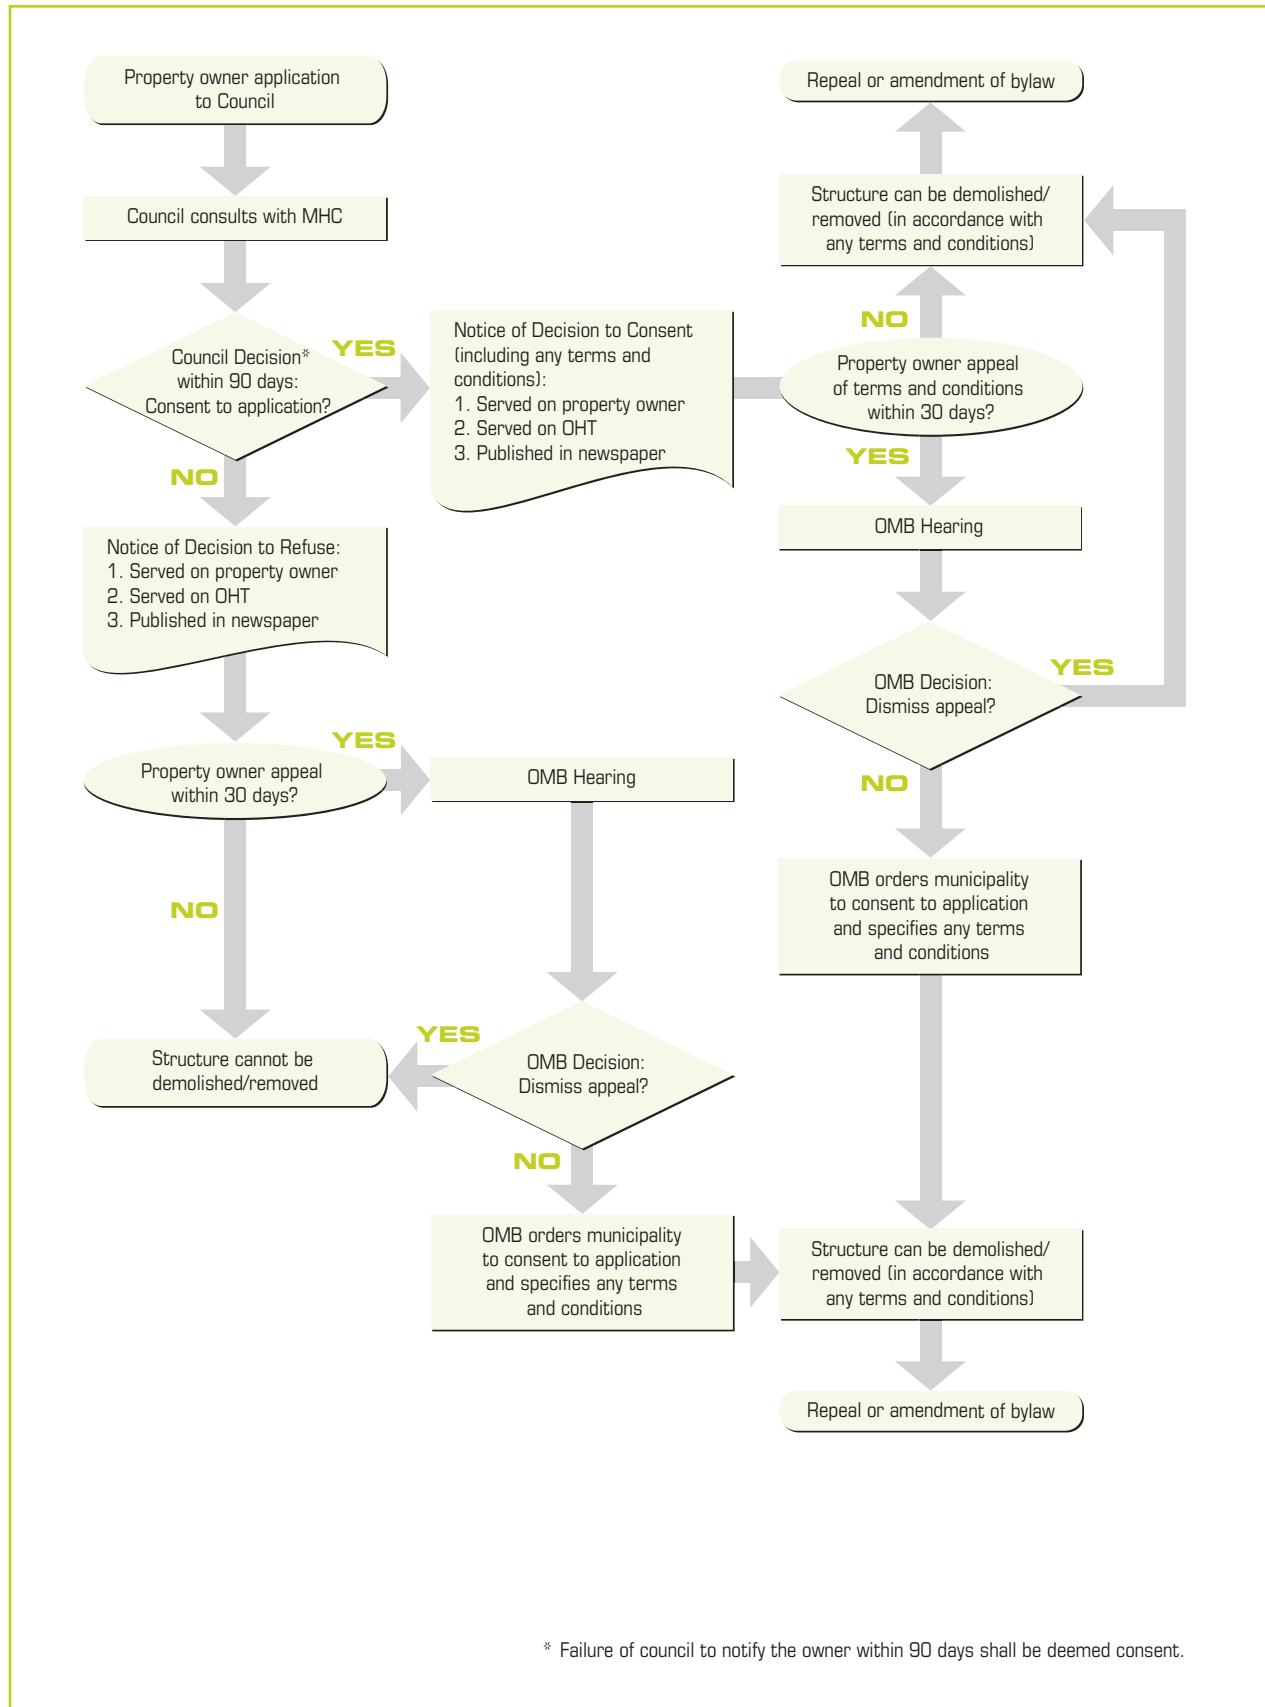 Property owner application
to Council
Council consults with MHC
Council Decision*
within 90 days:
Consent to application?
YES
NO
Notice of Decision to Consent
(including any terms and
conditions):
1. Served on property owner
2. Served on OHT
3. Published in newspaper
Repeal or amendment of bylaw
Structure can be demolished/
removed (in accordance with
any terms and conditions)
NO
Property owner appeal
of terms and conditions
within 30 days?
YES
OMB Hearing
OMB Decision:
Dismiss appeal?
YES
NO
OMB orders municipality
to consent to application
and specifies any terms
and conditions
Notice of Decision to Refuse:
1. Served on property owner
2. Served on OHT
3. Published in newspaper
Property owner appeal
within 30 days?
YES
NO
OMB Hearing
Structure cannot be
demolished/removed
YES
OMB Decision:
Dismiss appeal?
NO
OMB orders municipality
to consent to application
and specifies any terms
and conditions
Structure can be demolished/
removed (in accordance with
any terms and conditions)
Repeal or amendment of bylaw
* Failure of council to notify the owner within 90 days shall be deemed consent.